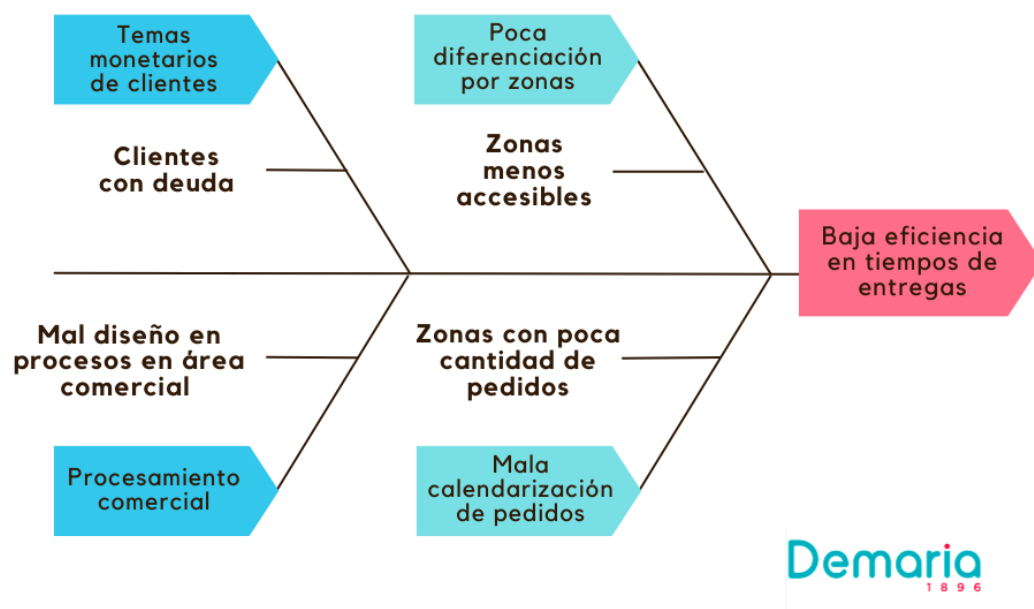 Temas
monetarios
de clientes
Poca
diferenciación
por zonas
Clientes
con deuda
Zonas
menos
accesibles
Baja eficiencia
en tiempos de
entregas
Mal diseño en
procesos en área
comercial
Zonas con poca
cantidad de
pedidos
Procesamiento
comercial
Mala
calendarización
de pedidos
Demaria
1896